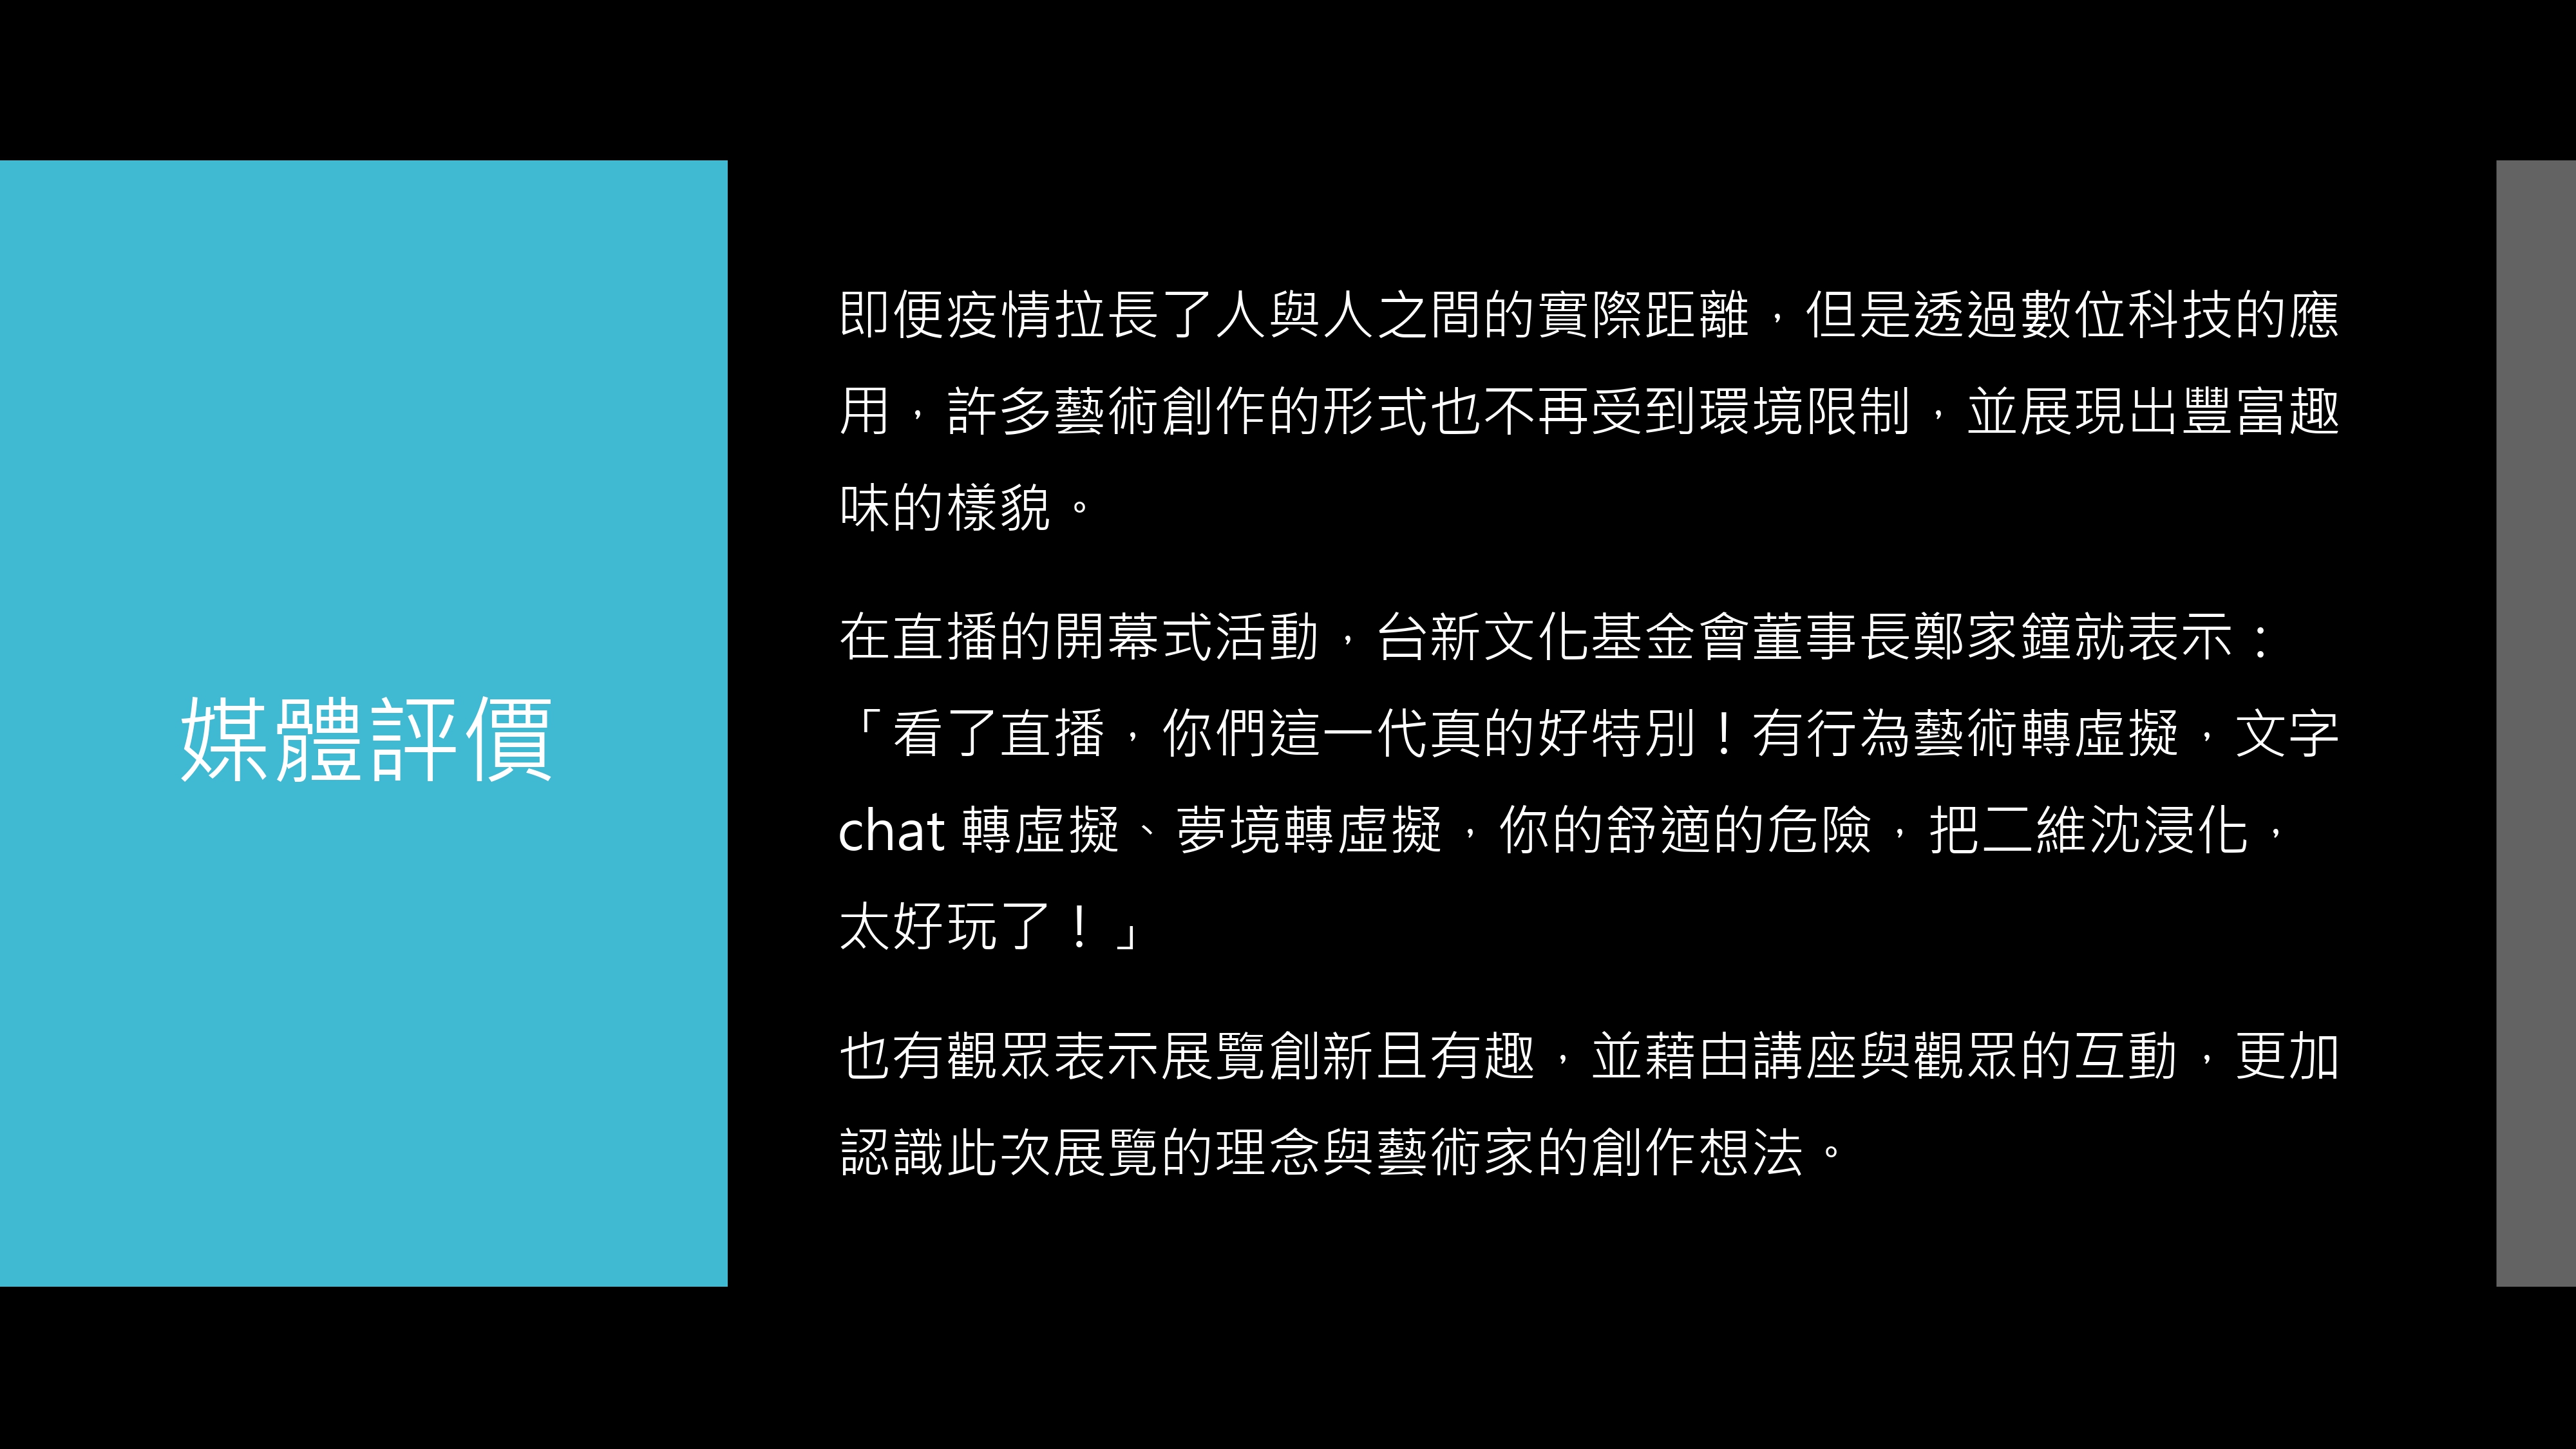 媒體評價
即便疫情拉長了人與人之間的實際距離，但是透過數位科技的應
用，許多藝術創作的形式也不再受到環境限制，並展現出豐富趣
味的樣貌。
在直播的開幕式活動，台新文化基金會董事長鄭家鐘就表示：
「看了直播，你們這一代真的好特別！有行為藝術轉虛擬，文字
chat 轉虛擬、夢境轉虛擬，你的舒適的危險，把二維沈浸化，
太好玩了！」
也有觀眾表示展覽創新且有趣，並藉由講座與觀眾的互動，更加
認識此次展覽的理念與藝術家的創作想法。